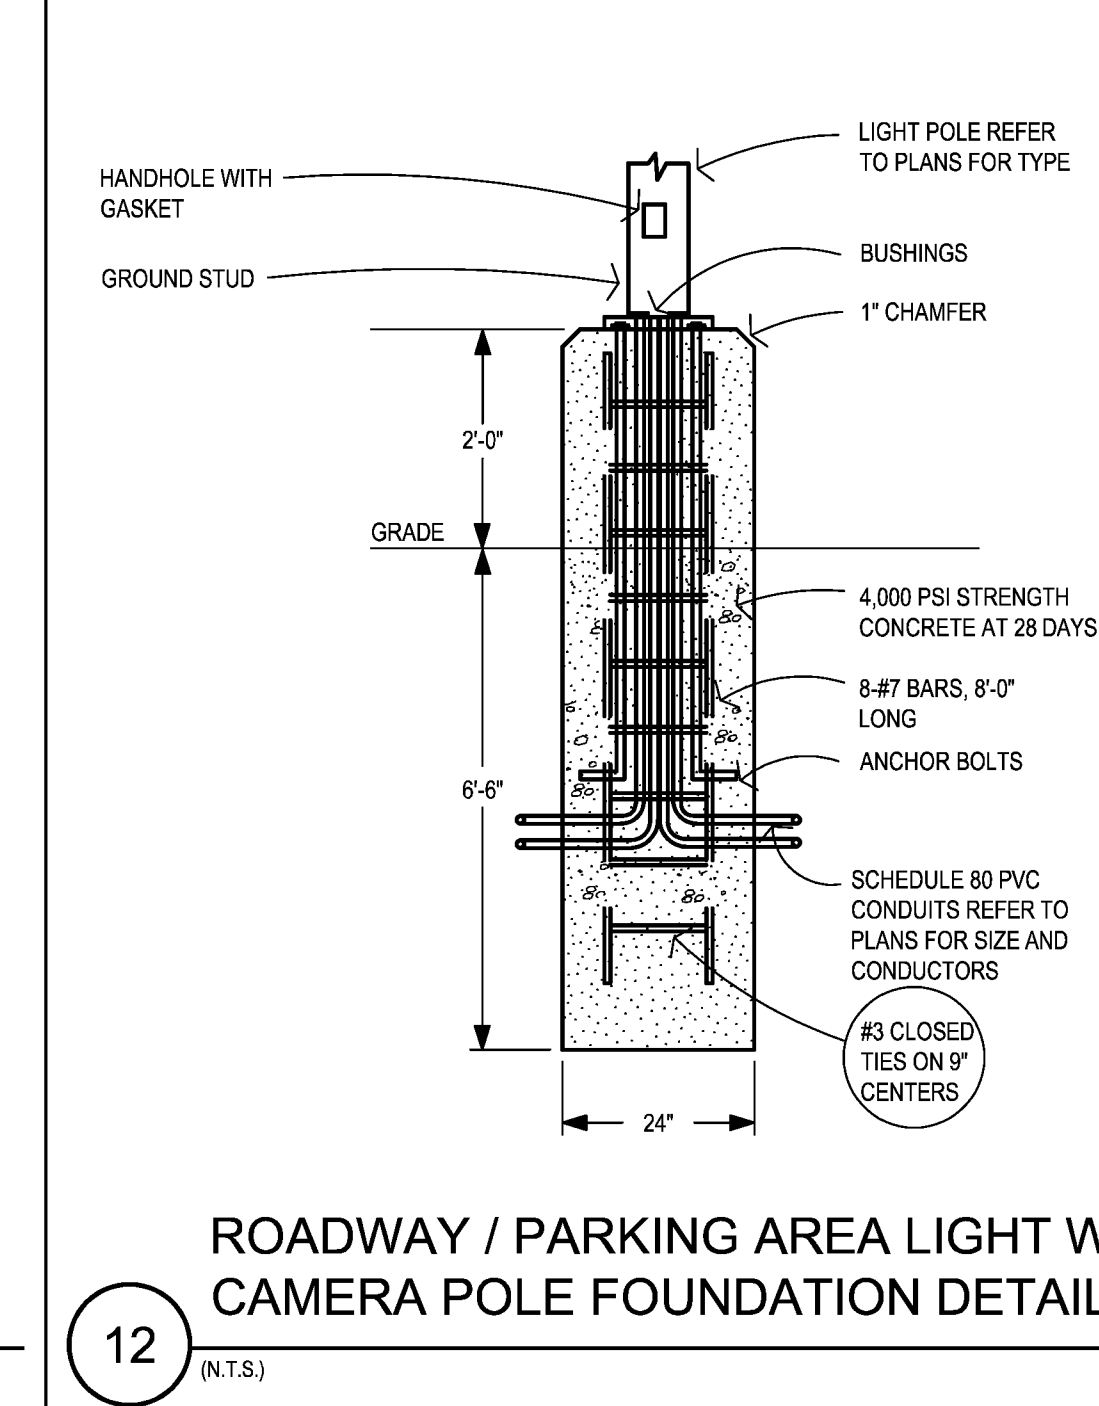 LIGHT POLE REFER
TO PLANS FOR TYPE
HANDHOLE WITH
GASKET
BUSHINGS
GROUND STUD
1" CHAMFER
2'-0"
GRADE
4,000 PSI STRENGTH
CONCRETE AT 28 DAYS
8-#7 BARS, 8'-0"
LONG
ANCHOR BOLTS
6'-6"
SCHEDULE 80 PVC
CONDUITS REFER TO
PLANS FOR SIZE AND
CONDUCTORS
#3 CLOSED
TIES ON 9"
CENTERS
24"
ROADWAY / PARKING AREA LIGHT
CAMERA POLE FOUNDATION DETAIL
12
(N.T.S.)